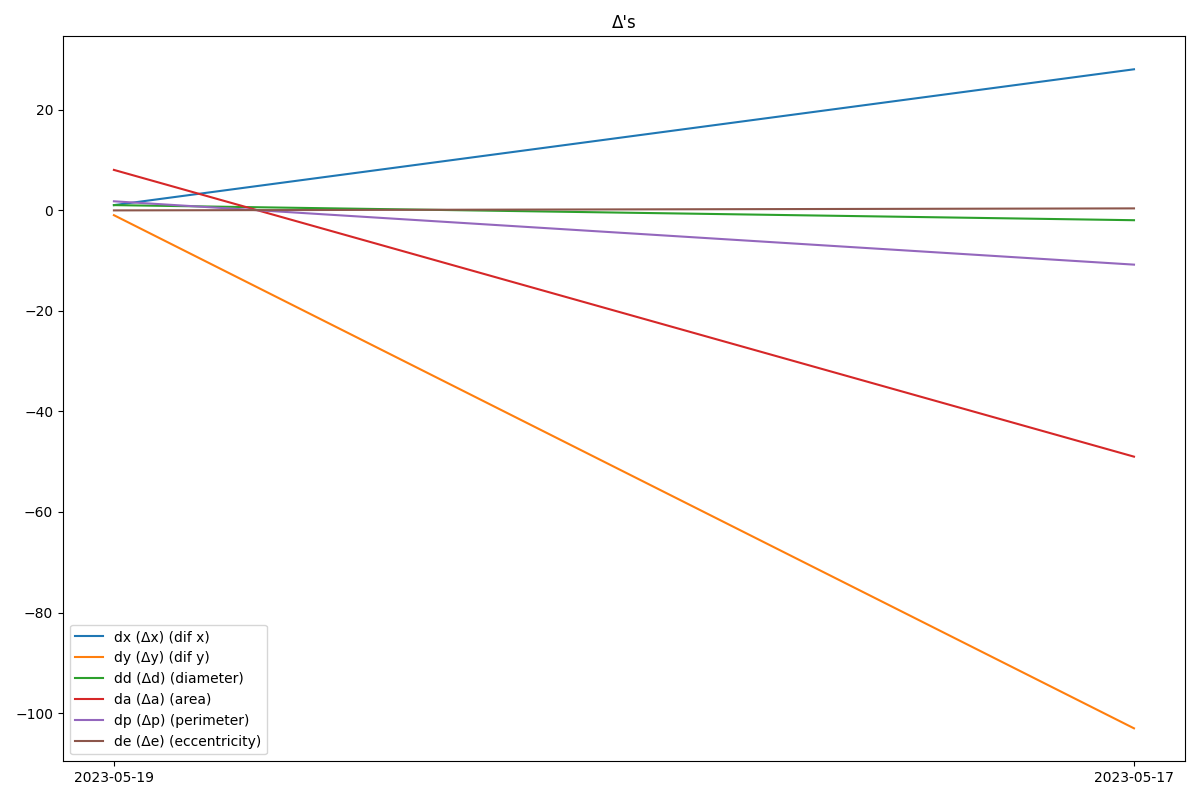 Δ's
20
0
−20
−40
−60
−80
−100
dx (Δx) (dif x)
dy (Δy) (dif y)
dd (Δd) (diameter)
da (Δa) (area)
dp (Δp) (perimeter)
de (Δe) (eccentricity)
2023-05-19
2023-05-17